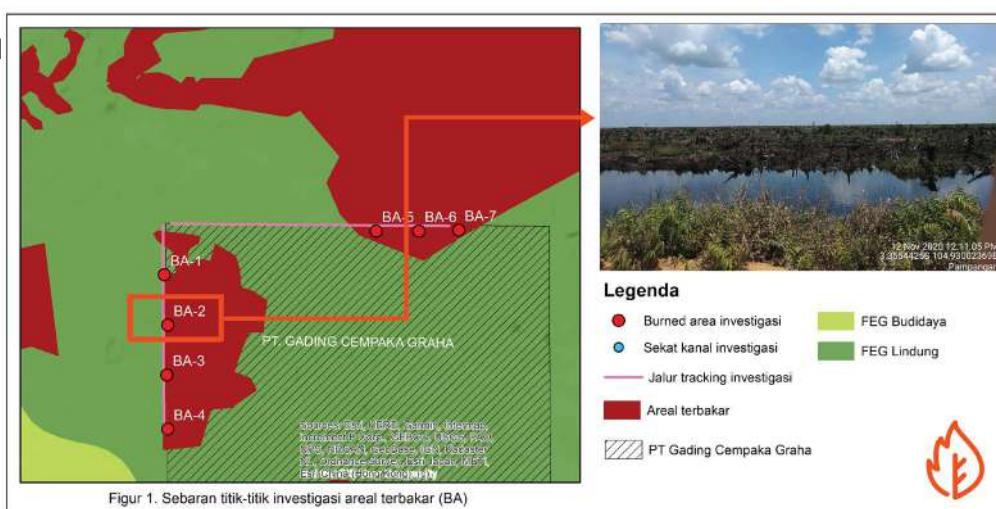 BA-5
BA-6
BA-7
BA-1
BA-2
PT. GADING CEMPAKA GRAHA
BA-3
BA-4
Figur 1. Sebaran titik-titik investigasi areal terbakar (BA)
12 Nov 2020 12.11.05 PM
Pampangan
Legenda
Burned area investigasi
Sekat kanal investigasi
Jalur tracking investigasi
Areal terbakar
PT Gading Cempaka Graha
FEG Budidaya
FEG Lindung